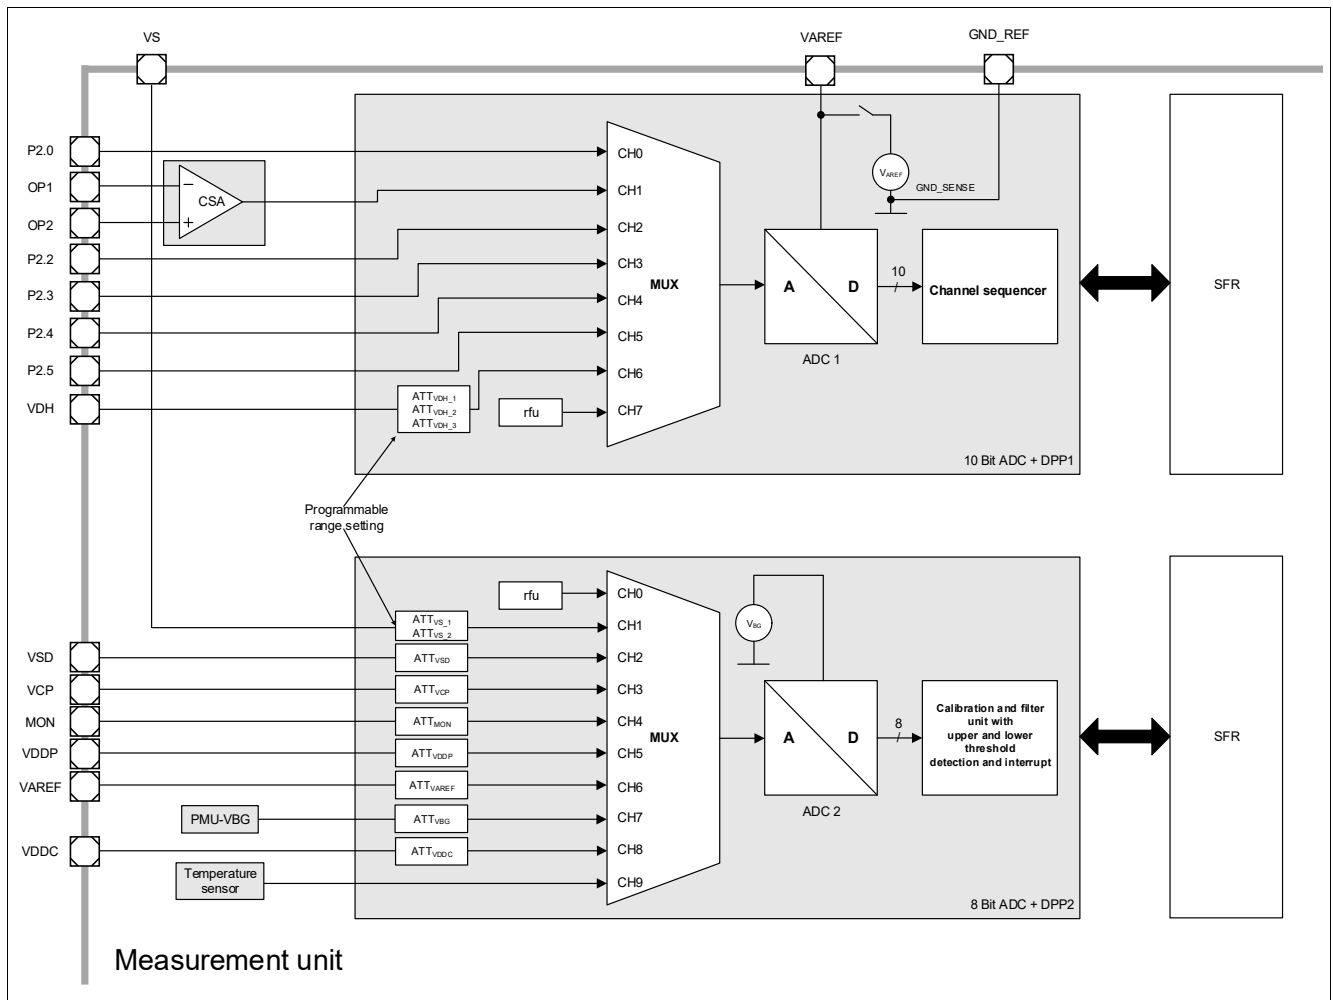 VS
VAREF
GND_REF
P2.0
OP1
OP2
P2.2
P2.3
P2.4
P2.5
VDH
−
CSA
+
ATTVDH_1
ATTVDH_2
ATTVDH_3
rfu
CH0
CH1
CH2
CH3
CH4
CH5
CH6
CH7
MUX
VAREF
GND_SENSE
A
D
ADC 1
10
Channel sequencer
10 Bit ADC + DPP1
SFR
Programmable
range setting
VSD
VCP
MON
VDDP
VAREF
VDDC
PMU-VBG
Temperature
sensor
rfu
ATTVS_1
ATTVS_2
ATTVSD
ATTVCP
ATTMON
ATTVDDP
ATTVAREF
ATTVBG
ATTVDDC
CH0
CH1
CH2
CH3
CH4
CH5
CH6
CH7
CH8
CH9
MUX
VBG
A
D
ADC 2
8
Calibration and filter
unit with
upper and lower
threshold
detection and interrupt
8 Bit ADC + DPP2
SFR
Measurement unit